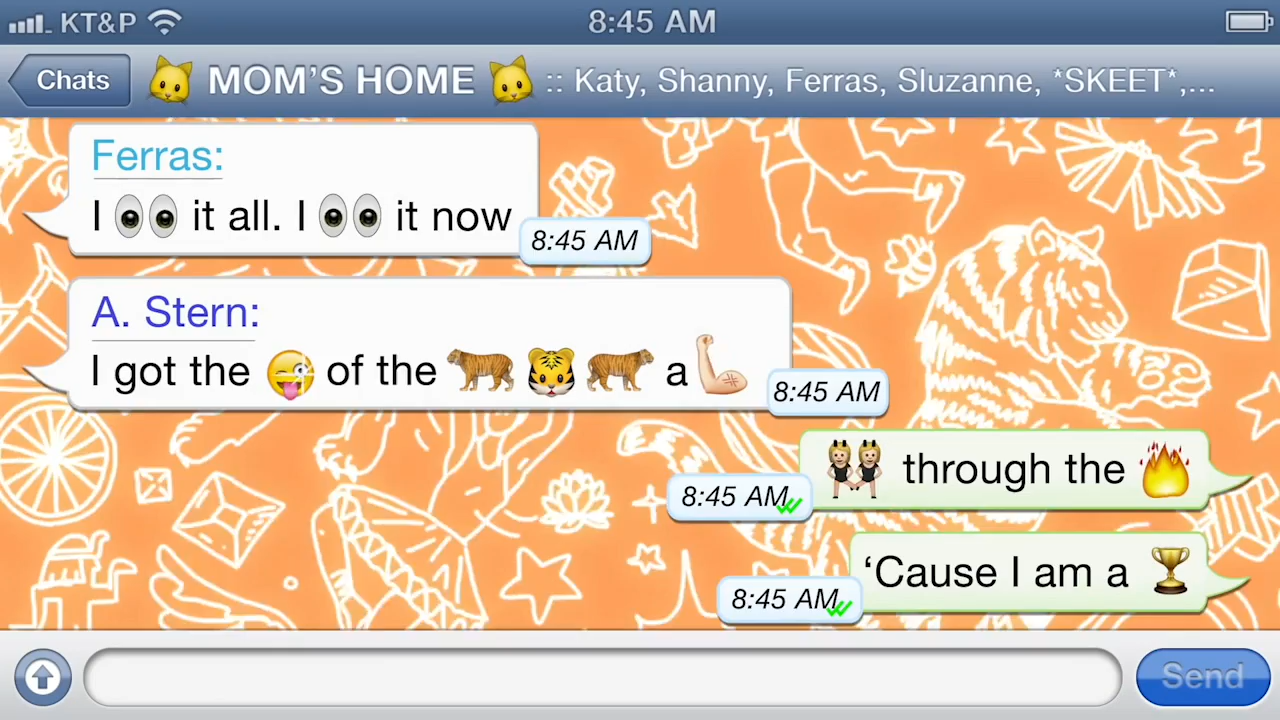 KT&P 8:45 AM
Chats 🐱 MOM’S HOME 🐱 :: Katy, Shanny, Ferras, Sluzanne, *SKEET*,...
Ferras:
I 👀 it all. I 👀 it now
8:45 AM
A. Stern:
I got the 😜 of the 🐅 🐯 🐅 a 💪
8:45 AM
👯 through the 🔥
8:45 AM
‘Cause I am a 🏆
8:45 AM
Send